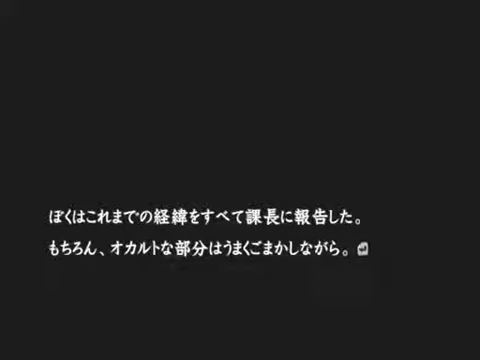 ぼくはこれまでの経緯をすべて課長に報告した。
もちろん、オカルトな部分はうまくごまかしながら。